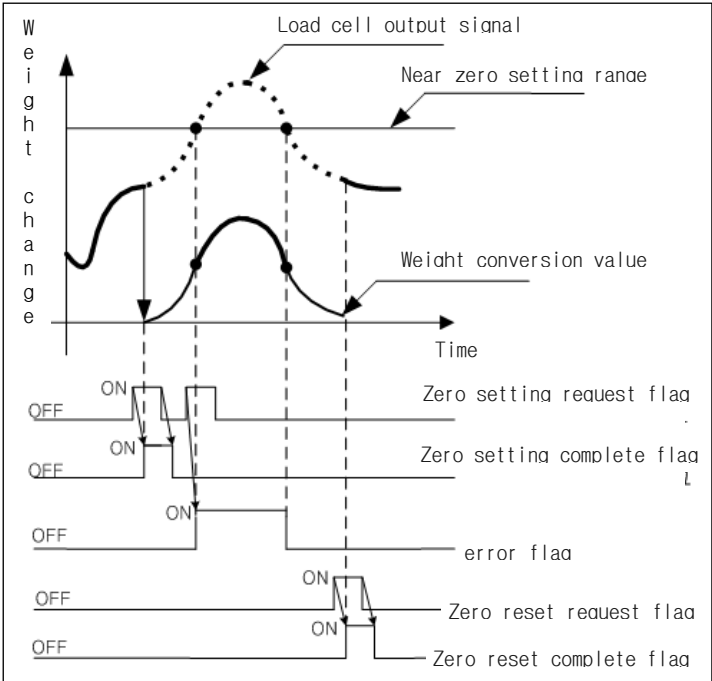 Weight change
Load cell output signal
Near zero setting range
Weight conversion value
Time
ON
OFF
Zero setting request flag
ON
OFF
Zero setting complete flag
ON
OFF
error flag
ON
OFF
Zero reset request flag
ON
OFF
Zero reset complete flag